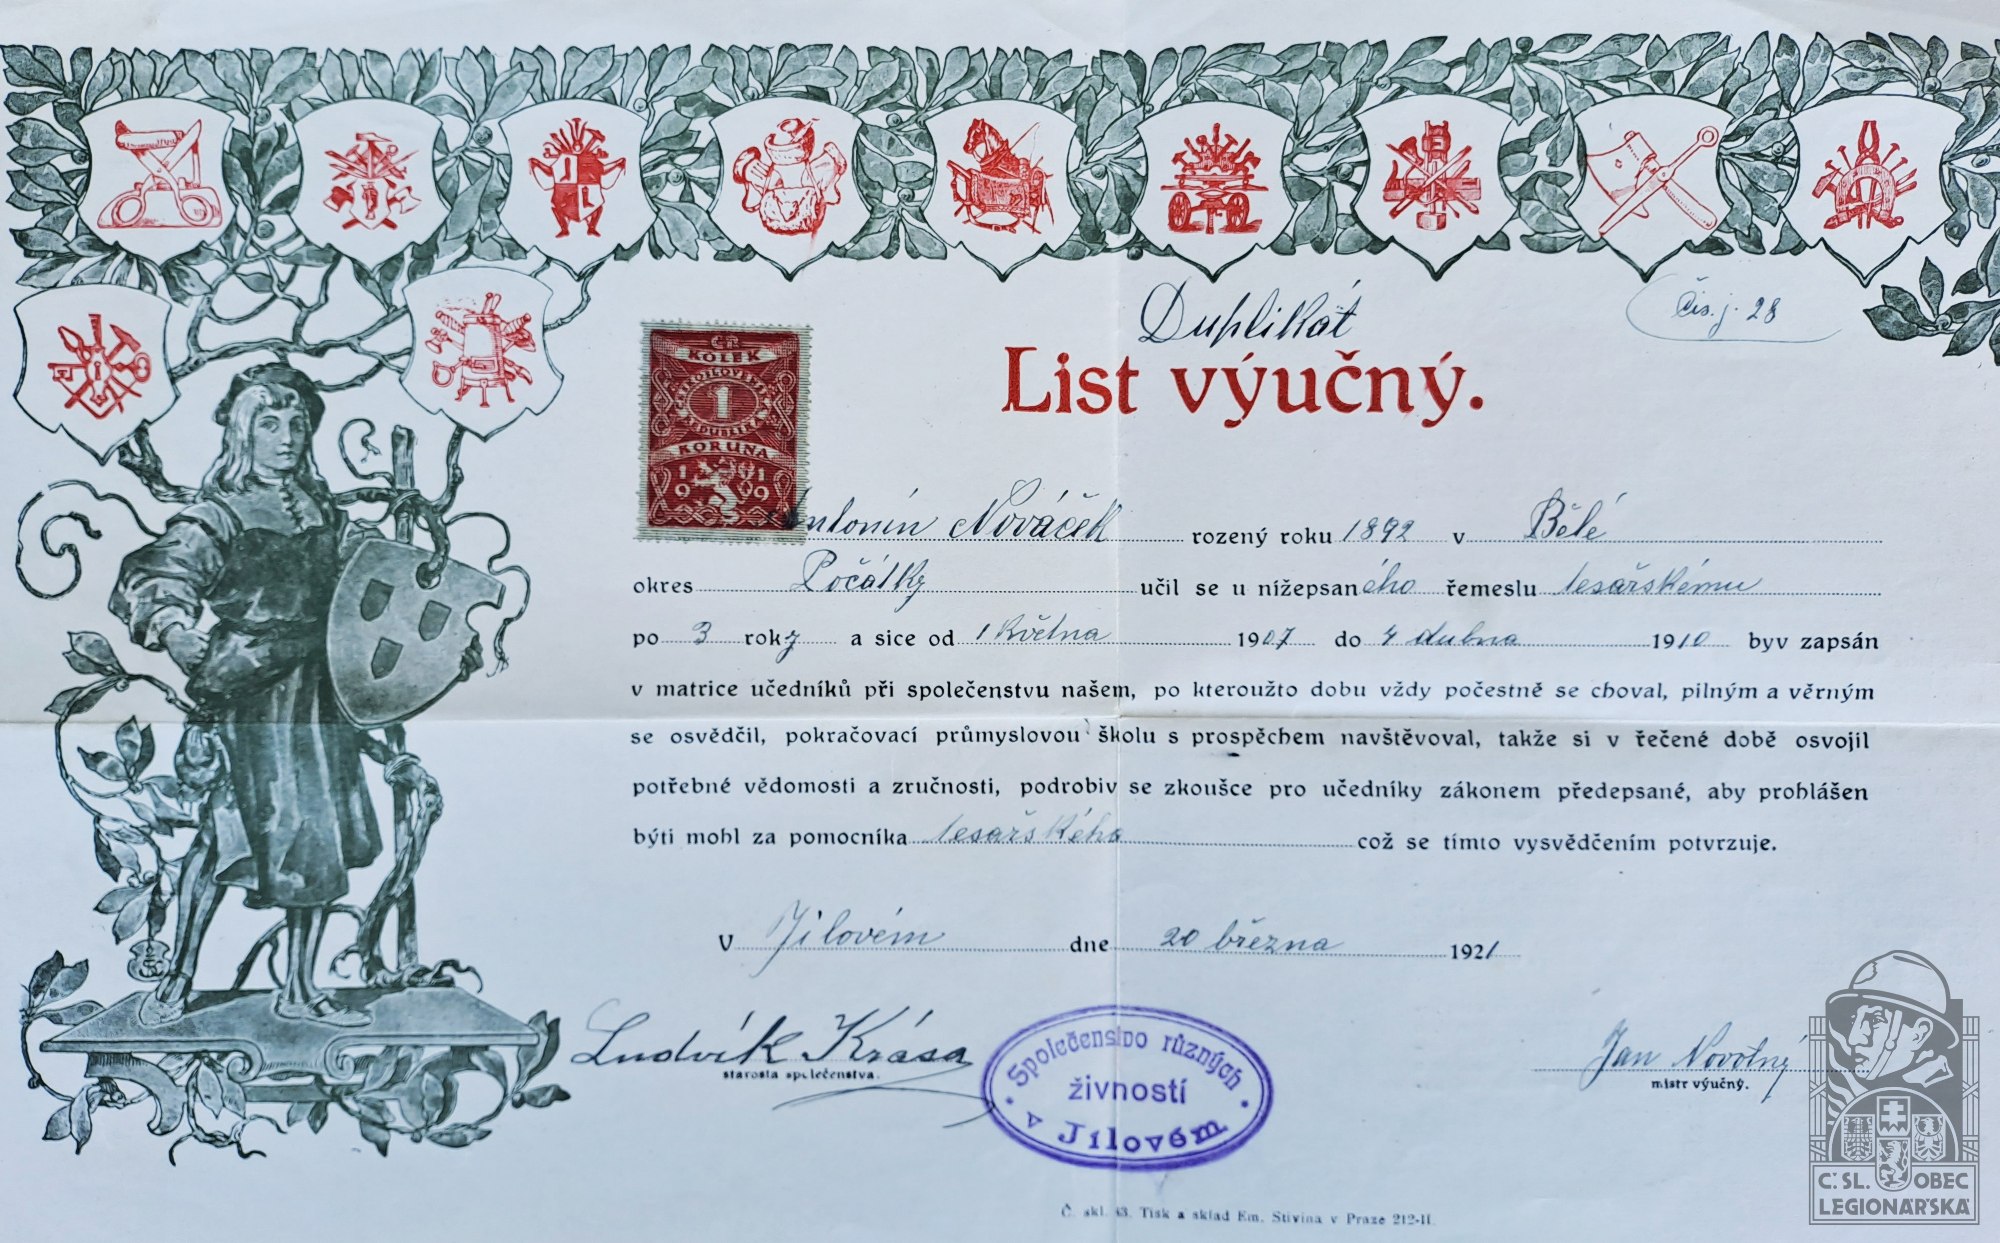 Duplikát
čís. j. 28
List výučný.
KOLEK
1
KORUNA
1919
Antonín Nováček rozený roku 1892 v Bělé
okres Počátky učil se u nížepsaného řemeslu tesařskému
po 3 roky a sice od 1 května 1907 do 4 dubna 1910 byv zapsán
v matrice učedníků při společenstvu našem, po kteroužto dobu vždy počestně se choval, pilným a věrným
se osvědčil, pokračovací průmyslovou školu s prospěchem navštěvoval, takže si v řečené době osvojil
potřebné vědomosti a zručnosti, podrobiv se zkoušce pro učedníky zákonem předepsané, aby prohlášen
býti mohl za pomocníka tesařského což se tímto vysvědčením potvrzuje.
V Jílovém dne 20 března 1921
Ludvík Krása
starosta společenstva.
Společenstvo různých
živností
v Jílovém
Jan Novotný
mistr výučný.
Č. skl. 43. Tisk a sklad Em. Stivína v Praze 212-II.
Č. SL. OBEC
LEGIONÁŘSKÁ